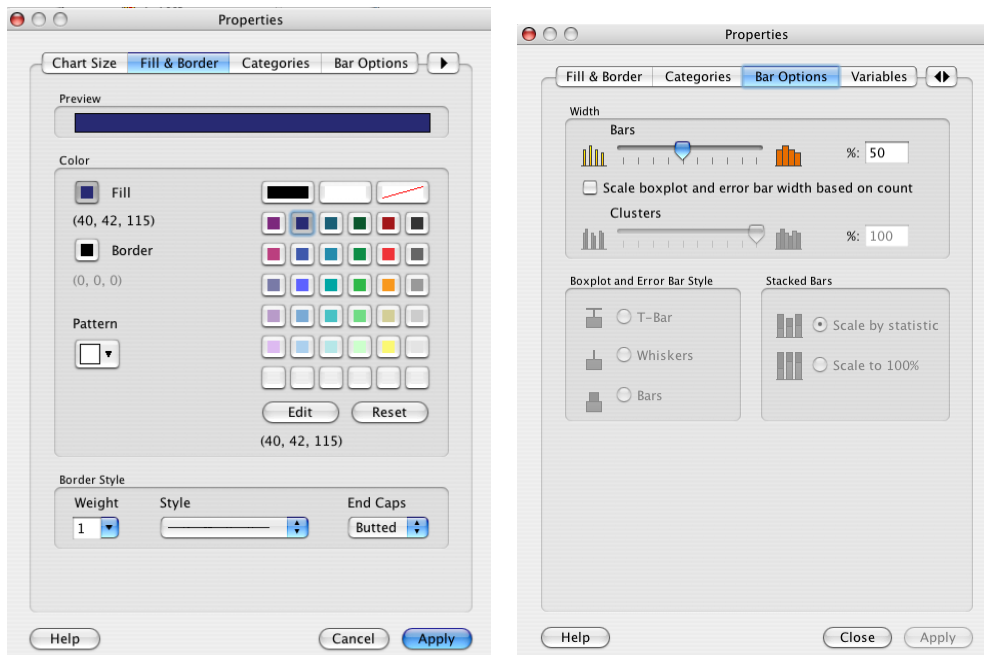 Properties
Chart Size Fill & Border Categories Bar Options
Preview
Color
Fill
(40, 42, 115)
Border
(0, 0, 0)
Pattern
Edit Reset
(40, 42, 115)
Border Style
Weight Style End Caps
1 Butted
Help Cancel Apply
Properties
Fill & Border Categories Bar Options Variables
Width
Bars
%: 50
Scale boxplot and error bar width based on count
Clusters
%: 100
Boxplot and Error Bar Style
T-Bar
Whiskers
Bars
Stacked Bars
Scale by statistic
Scale to 100%
Help Close Apply